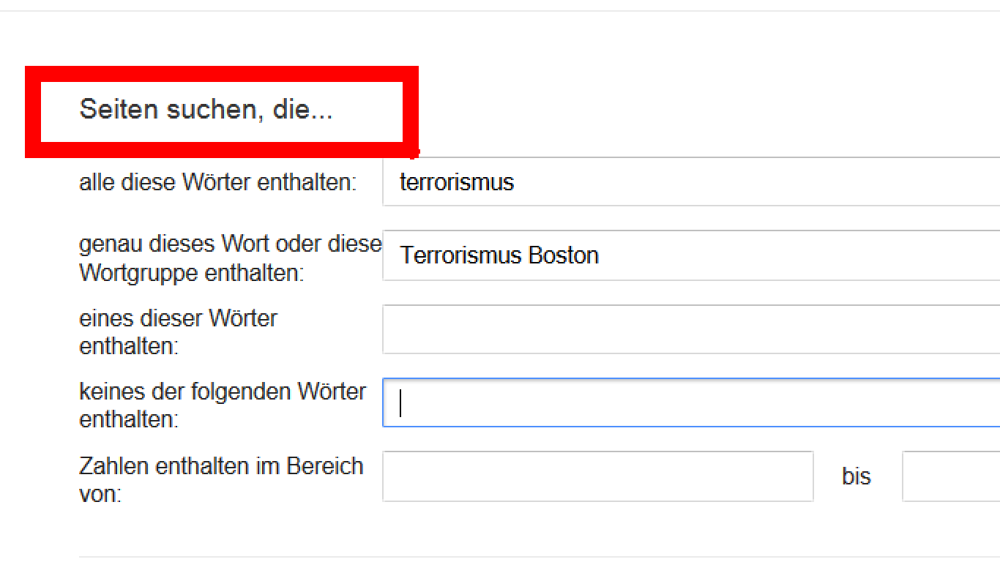 Seiten suchen, die...
alle diese Wörter enthalten:
terrorismus
genau dieses Wort oder diese
Wortgruppe enthalten:
Terrorismus Boston
eines dieser Wörter
enthalten:
keines der folgenden Wörter
enthalten:
Zahlen enthalten im Bereich
von:
bis